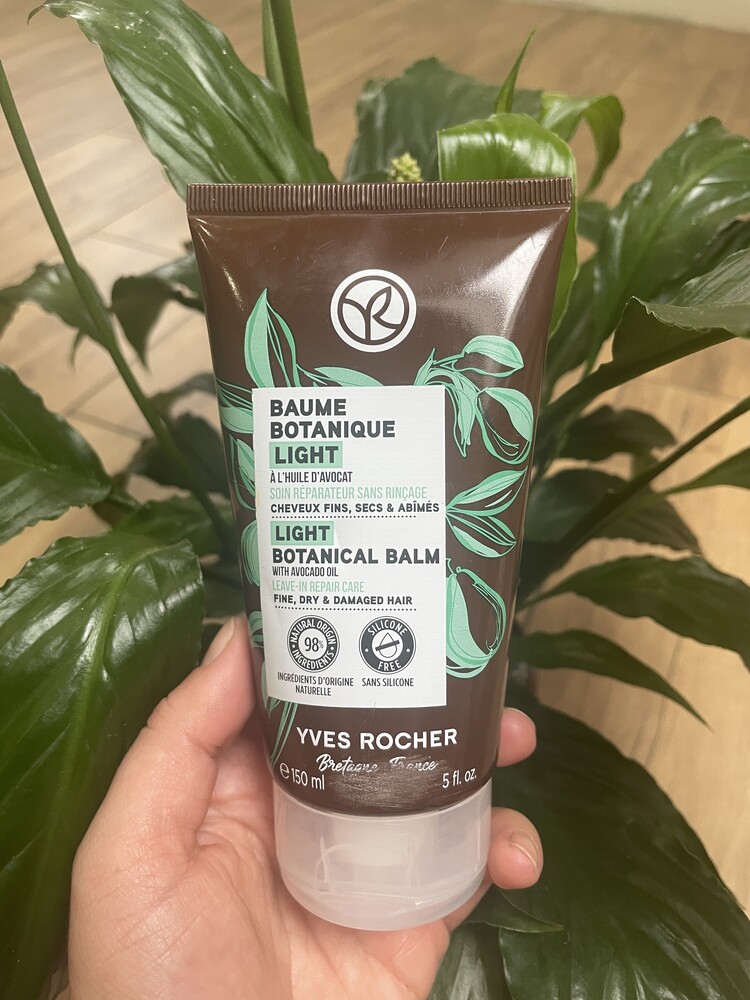 BAUME
BOTANIQUE
LIGHT
À L'HUILE D'AVOCAT
SOIN RÉPARATEUR SANS RINÇAGE
CHEVEUX FINS, SECS & ABÎMÉS
LIGHT
BOTANICAL BALM
WITH AVOCADO OIL
LEAVE-IN REPAIR CARE
FINE, DRY & DAMAGED HAIR
NATURAL ORIGIN
98%
INGREDIENTS
SILICONE
FREE
INGRÉDIENTS D'ORIGINE
NATURELLE
SANS SILICONE
YVES ROCHER
Bretagne, France
℮ 150 ml
5 fl. oz.